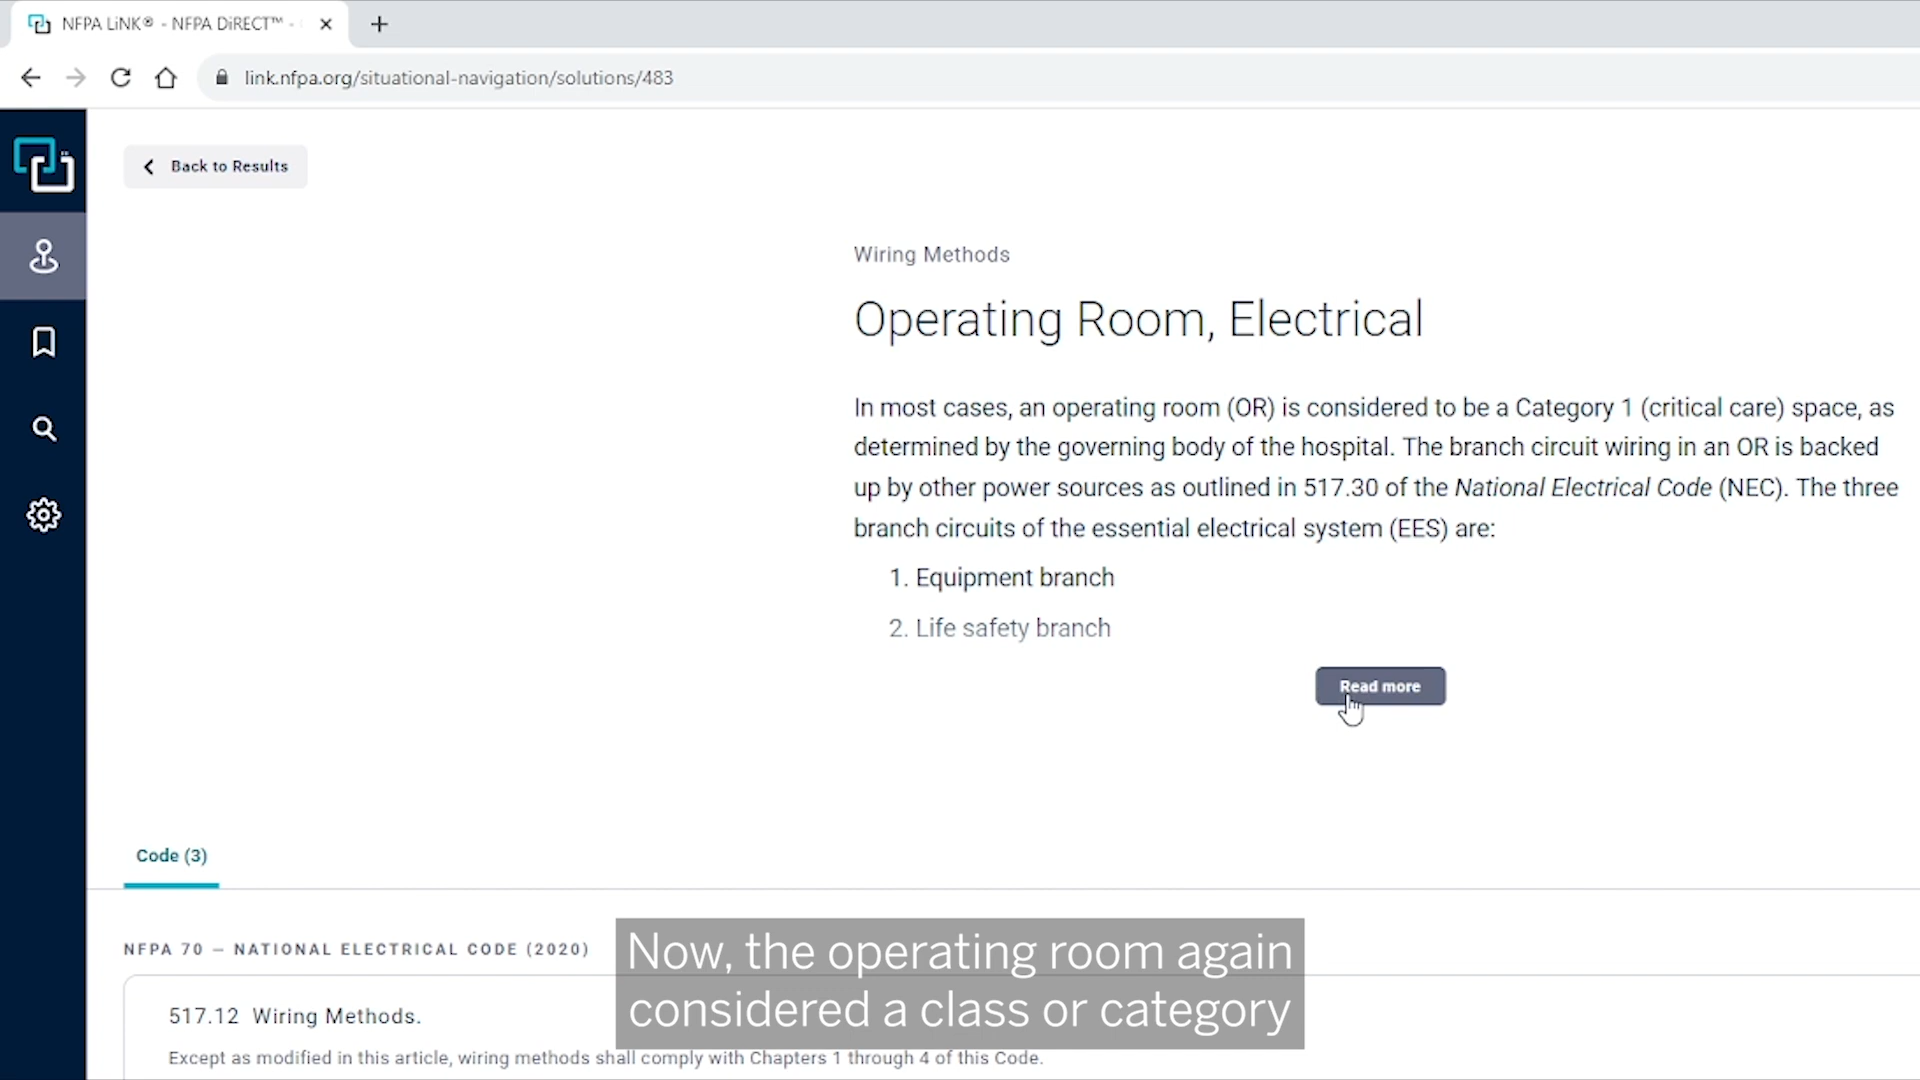 NFPA LiNK® - NFPA DiRECT™ -
link.nfpa.org/situational-navigation/solutions/483
Back to Results
Wiring Methods
Operating Room, Electrical
In most cases, an operating room (OR) is considered to be a Category 1 (critical care) space, as
determined by the governing body of the hospital. The branch circuit wiring in an OR is backed
up by other power sources as outlined in 517.30 of the National Electrical Code (NEC). The three
branch circuits of the essential electrical system (EES) are:
1. Equipment branch
2. Life safety branch
Read more
Code (3)
NFPA 70 — NATIONAL ELECTRICAL CODE (2020)
517.12 Wiring Methods.
Except as modified in this article, wiring methods shall comply with Chapters 1 through 4 of this Code.
Now, the operating room again
considered a class or category